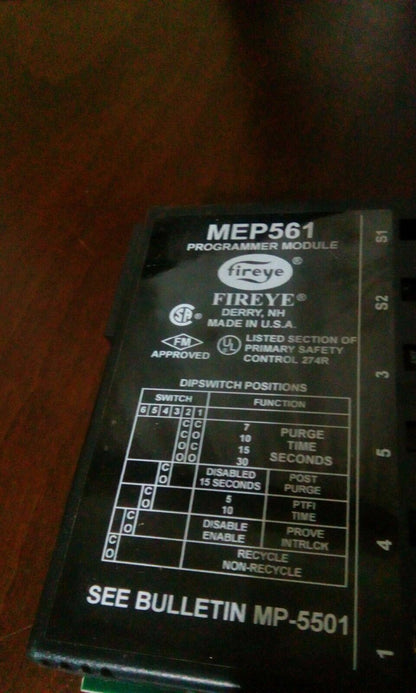 MEP561
PROGRAMMER MODULE
fireye®
FIREYE®
DERRY, NH
MADE IN U.S.A.
SA®
FM
APPROVED
UL®
LISTED SECTION OF
PRIMARY SAFETY
CONTROL 274R
DIPSWITCH POSITIONS
SWITCH FUNCTION
6 5 4 3 2 1
C C 7
C O 10
O C 15
O O 30
PURGE
TIME
SECONDS
C DISABLED
O 15 SECONDS
POST
PURGE
C 5
O 10
PTFI
TIME
C DISABLE
O ENABLE
PROVE
INTRLCK
C RECYCLE
O NON-RECYCLE
SEE BULLETIN MP-5501
S1
S2
3
5
4
1